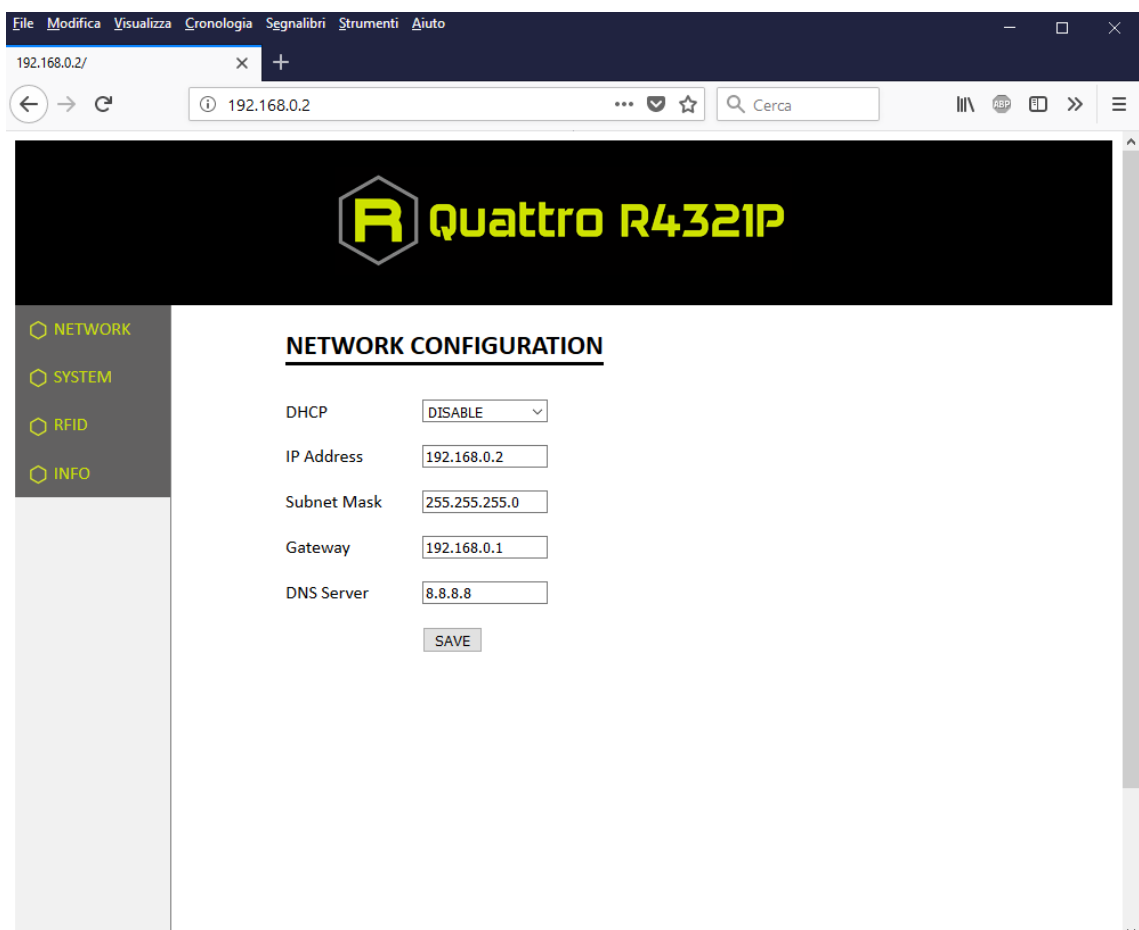 File Modifica Visualizza Cronologia Segnalibri Strumenti Aiuto
192.168.0.2/
192.168.0.2
Cerca
ABP
R Quattro R4321P
NETWORK
SYSTEM
RFID
INFO
NETWORK CONFIGURATION
DHCP DISABLE
IP Address 192.168.0.2
Subnet Mask 255.255.255.0
Gateway 192.168.0.1
DNS Server 8.8.8.8
SAVE